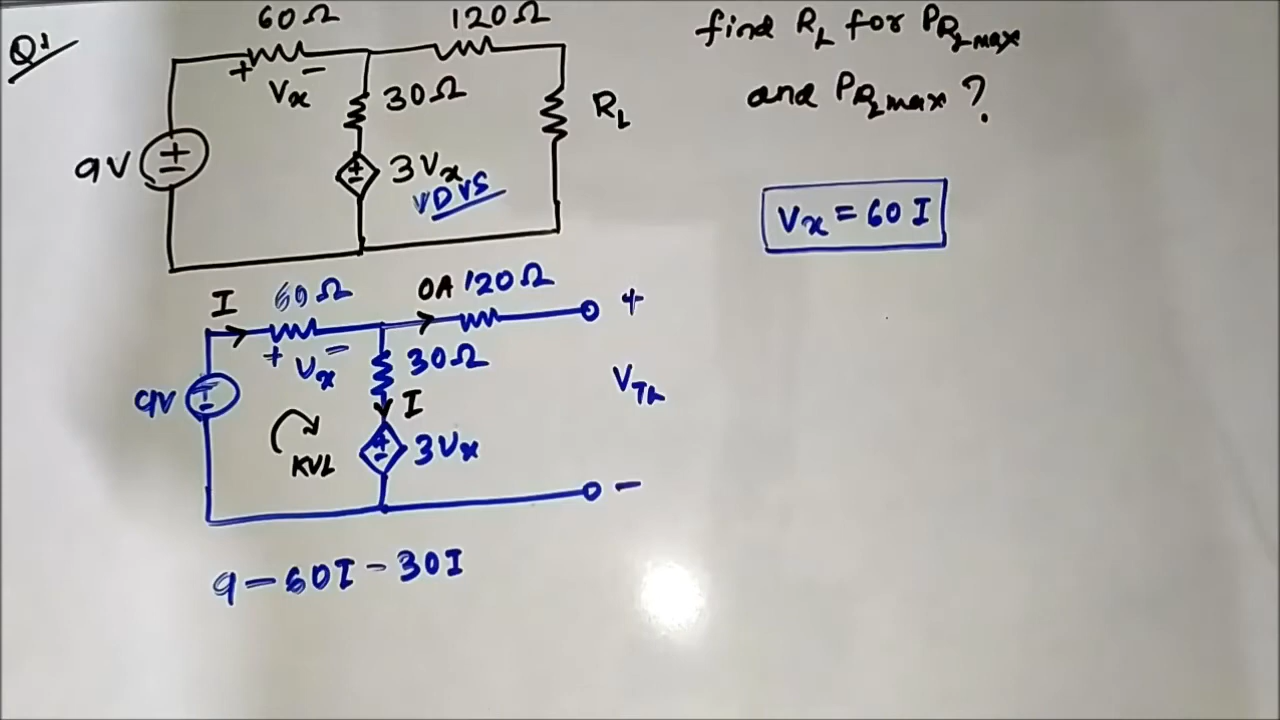 Q1
60Ω 120Ω
+ Vx -
30Ω
RL
9V
+
-
3Vx
VDVS
find RL for PRLmax
and PRLmax ?
Vx = 60 I
I 60Ω 0A 120Ω +
+ Vx -
30Ω
VTh
9V
I
KVL
3Vx
-
9-60I-30I